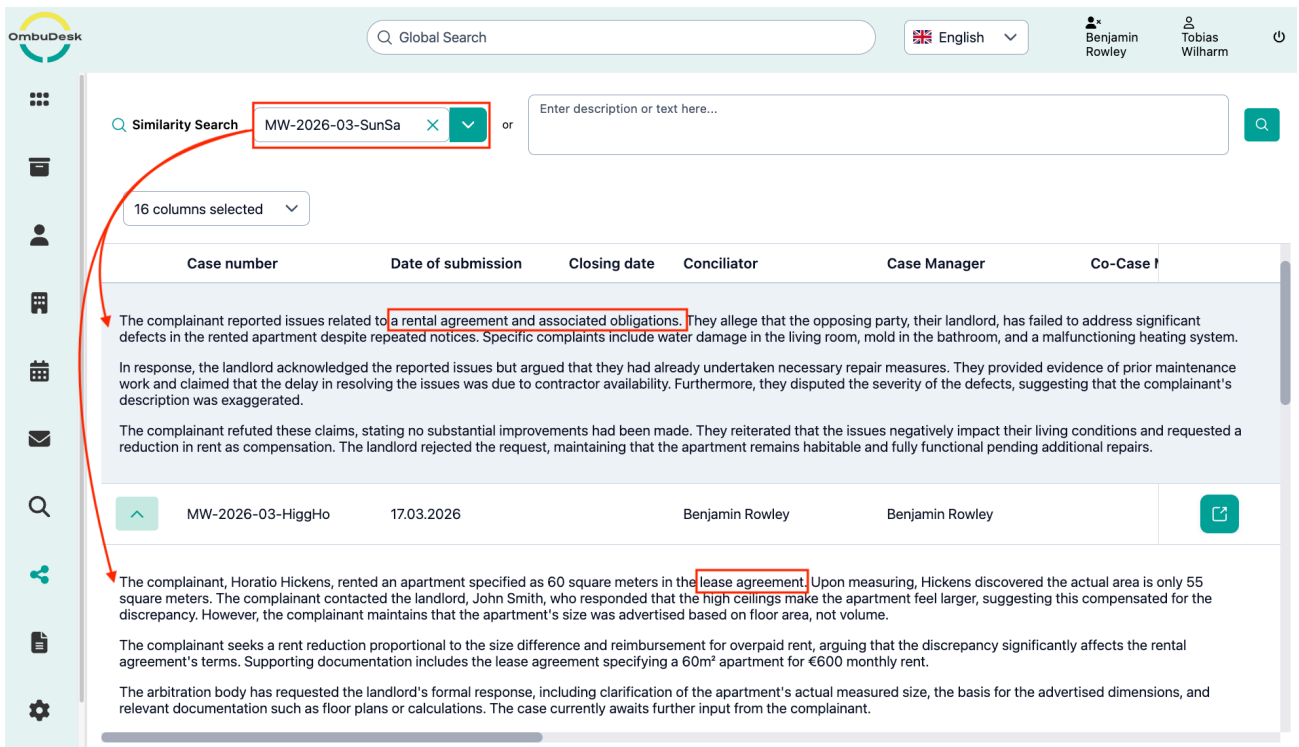 OmbuDesk
Global Search
English
Benjamin
Rowley
Tobias
Wilharm
Similarity Search
MW-2026-03-SunSa
or
Enter description or text here...
16 columns selected
Case number Date of submission Closing date Conciliator Case Manager Co-Case M
The complainant reported issues related to a rental agreement and associated obligations. They allege that the opposing party, their landlord, has failed to address significant
defects in the rented apartment despite repeated notices. Specific complaints include water damage in the living room, mold in the bathroom, and a malfunctioning heating system.
In response, the landlord acknowledged the reported issues but argued that they had already undertaken necessary repair measures. They provided evidence of prior maintenance
work and claimed that the delay in resolving the issues was due to contractor availability. Furthermore, they disputed the severity of the defects, suggesting that the complainant's
description was exaggerated.
The complainant refuted these claims, stating no substantial improvements had been made. They reiterated that the issues negatively impact their living conditions and requested a
reduction in rent as compensation. The landlord rejected the request, maintaining that the apartment remains habitable and fully functional pending additional repairs.
MW-2026-03-HiggHo 17.03.2026 Benjamin Rowley Benjamin Rowley
The complainant, Horatio Hickens, rented an apartment specified as 60 square meters in the lease agreement. Upon measuring, Hickens discovered the actual area is only 55
square meters. The complainant contacted the landlord, John Smith, who responded that the high ceilings make the apartment feel larger, suggesting this compensated for the
discrepancy. However, the complainant maintains that the apartment's size was advertised based on floor area, not volume.
The complainant seeks a rent reduction proportional to the size difference and reimbursement for overpaid rent, arguing that the discrepancy significantly affects the rental
agreement's terms. Supporting documentation includes the lease agreement specifying a 60m² apartment for €600 monthly rent.
The arbitration body has requested the landlord's formal response, including clarification of the apartment's actual measured size, the basis for the advertised dimensions, and
relevant documentation such as floor plans or calculations. The case currently awaits further input from the complainant.